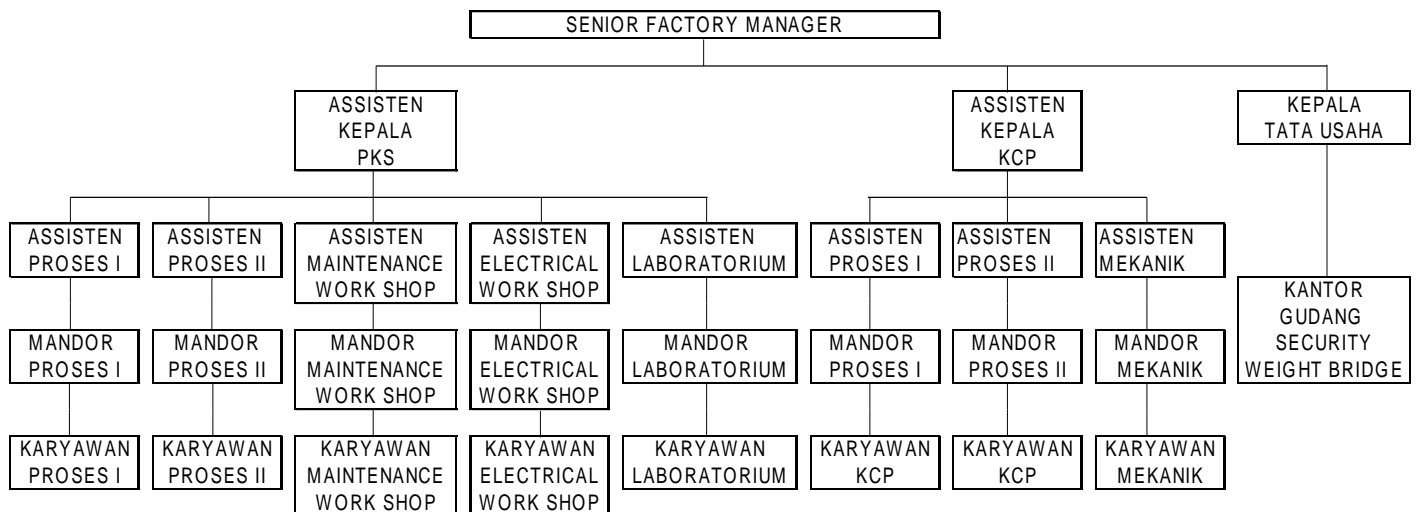 SENIOR FACTORY MANAGER
ASSISTEN
KEPALA
PKS
ASSISTEN
KEPALA
KCP
KEPALA
TATA USAHA
ASSISTEN
PROSES I
ASSISTEN
PROSES II
ASSISTEN
MAINTENANCE
WORK SHOP
ASSISTEN
ELECTRICAL
WORK SHOP
ASSISTEN
LABORATORIUM
ASSISTEN
PROSES I
ASSISTEN
PROSES II
ASSISTEN
MEKANIK
KANTOR
GUDANG
SECURITY
WEIGHT BRIDGE
MANDOR
PROSES I
MANDOR
PROSES II
MANDOR
MAINTENANCE
WORK SHOP
MANDOR
ELECTRICAL
WORK SHOP
MANDOR
LABORATORIUM
MANDOR
PROSES I
MANDOR
PROSES II
MANDOR
MEKANIK
KARYAWAN
PROSES I
KARYAWAN
PROSES II
KARYAWAN
MAINTENANCE
WORK SHOP
KARYAWAN
ELECTRICAL
WORK SHOP
KARYAWAN
LABORATORIUM
KARYAWAN
KCP
KARYAWAN
KCP
KARYAWAN
MEKANIK